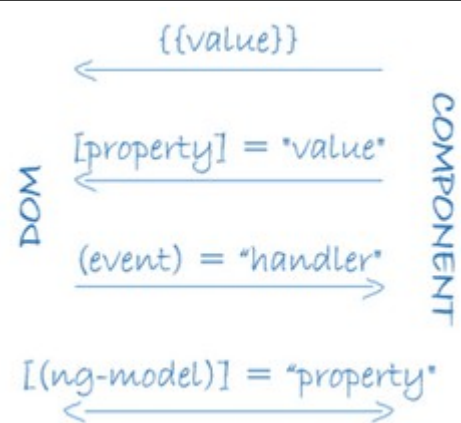 {{value}}
[property] = "value"
(event) = "handler"
[(ng-model)] = "property"
DOM
COMPONENT